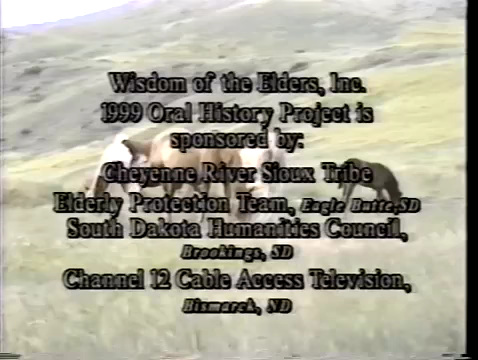 Wisdom of the Elders, Inc.
1999 Oral History Project is
sponsored by:
Cheyenne River Sioux Tribe
Elderly Protection Team, Eagle Butte, SD
South Dakota Humanities Council,
Brookings, SD
Channel 12 Cable Access Television,
Bismarck, ND